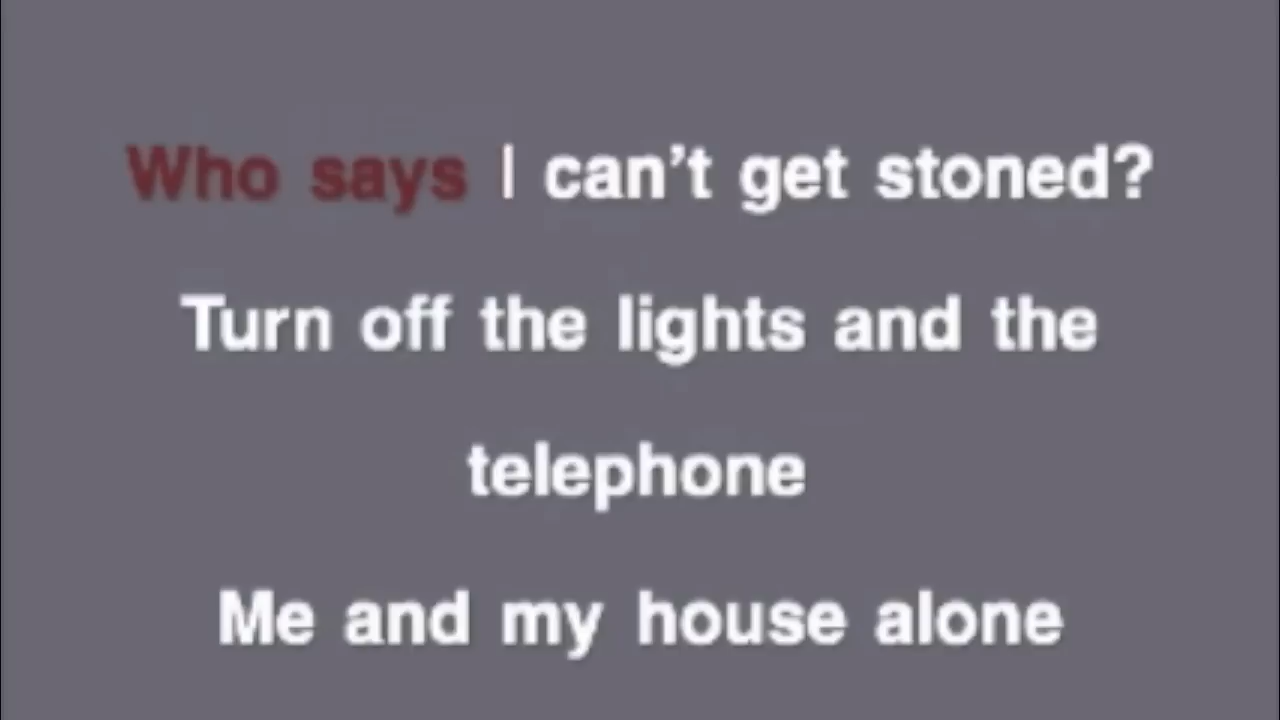 Who says I can't get stoned?
Turn off the lights and the
telephone
Me and my house alone